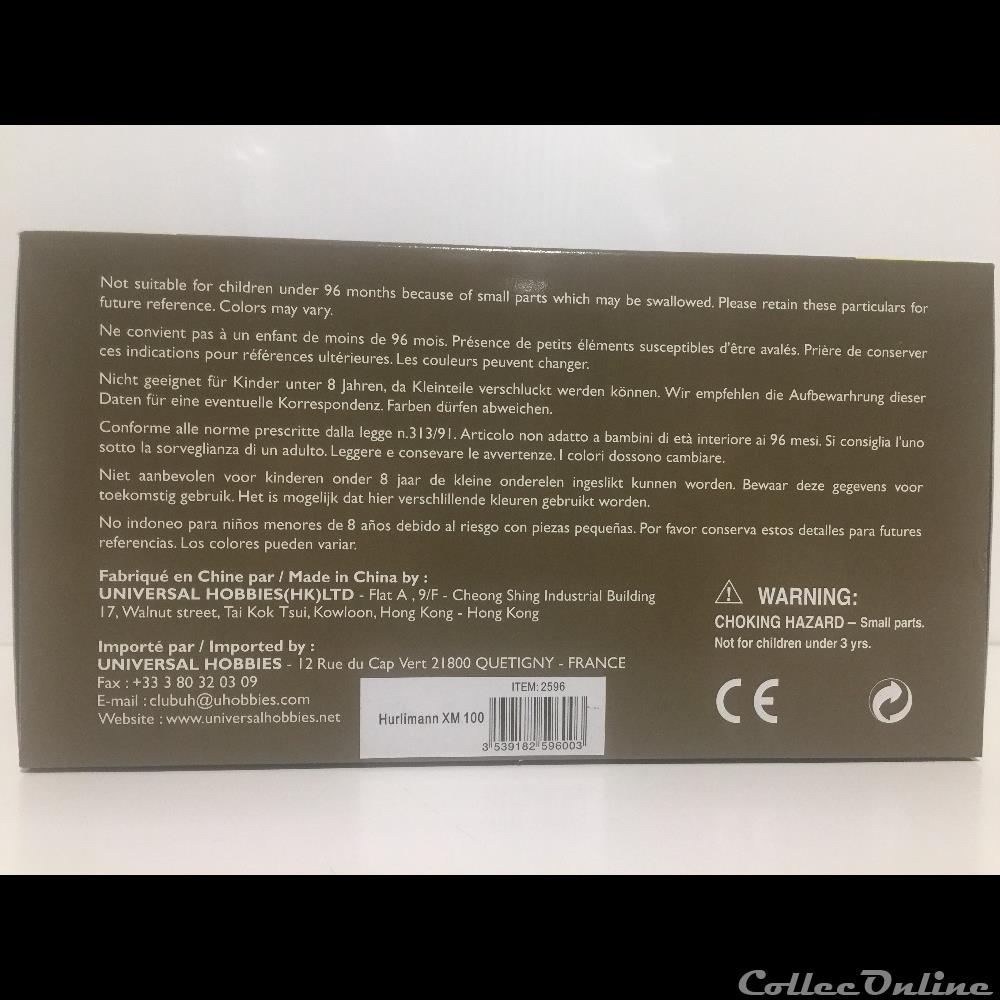 Not suitable for children under 96 months because of small parts which may be swallowed. Please retain these particulars for
future reference. Colors may vary.
Ne convient pas à un enfant de moins de 96 mois. Présence de petits éléments susceptibles d'être avalés. Prière de conserver
ces indications pour références ultérieures. Les couleurs peuvent changer.
Nicht geeignet für Kinder unter 8 Jahren, da Kleinteile verschluckt werden können. Wir empfehlen die Aufbewarhrung dieser
Daten für eine eventuelle Korrespondenz. Farben dürfen abweichen.
Conforme alle norme prescritte dalla legge n.313/91. Articolo non adatto a bambini di età interiore ai 96 mesi. Si consiglia l'uno
sotto la sorveglianza di un adulto. Leggere e consevare le avvertenze. I colori dossono cambiare.
Niet aanbevolen voor kinderen onder 8 jaar de kleine onderelen ingeslikt kunnen worden. Bewaar deze gegevens voor
toekomstig gebruik. Het is mogelijk dat hier verschlillende kleuren gebruikt worden.
No indoneo para niños menores de 8 años debido al riesgo con piezas pequeñas. Por favor conserva estos detalles para futures
referencias. Los colores pueden variar.
Fabriqué en Chine par / Made in China by :
UNIVERSAL HOBBIES(HK)LTD - Flat A , 9/F - Cheong Shing Industrial Building
17, Walnut street, Tai Kok Tsui, Kowloon, Hong Kong - Hong Kong
Importé par / Imported by :
UNIVERSAL HOBBIES - 12 Rue du Cap Vert 21800 QUETIGNY - FRANCE
Fax : +33 3 80 32 03 09
E-mail : clubuh@uhobbies.com
Website : www.universalhobbies.net
ITEM: 2596
Hurlimann XM 100
3 539182 596003
WARNING:
CHOKING HAZARD – Small parts.
Not for children under 3 yrs.
CE
CollecOnline